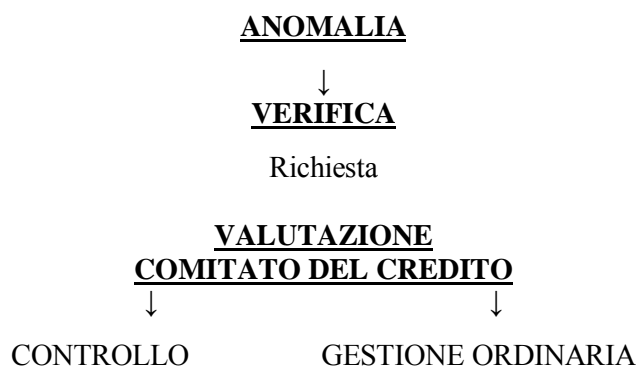 ANOMALIA
↓
VERIFICA
Richiesta
VALUTAZIONE
COMITATO DEL CREDITO
↓ ↓
CONTROLLO GESTIONE ORDINARIA